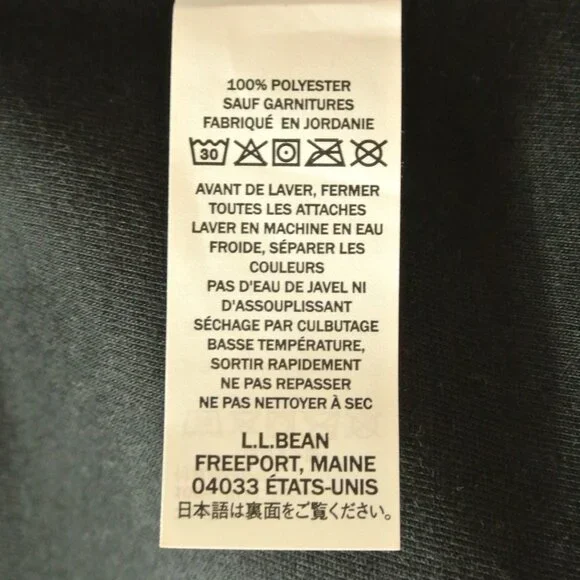 100% POLYESTER
SAUF GARNITURES
FABRIQUÉ EN JORDANIE
30
AVANT DE LAVER, FERMER
TOUTES LES ATTACHES
LAVER EN MACHINE EN EAU
FROIDE, SÉPARER LES
COULEURS
PAS D'EAU DE JAVEL NI
D'ASSOUPLISSANT
SÉCHAGE PAR CULBUTAGE
BASSE TEMPÉRATURE,
SORTIR RAPIDEMENT
NE PAS REPASSER
NE PAS NETTOYER À SEC
L.L.BEAN
FREEPORT, MAINE
04033 ÉTATS-UNIS
日本語は裏面をご覧ください。